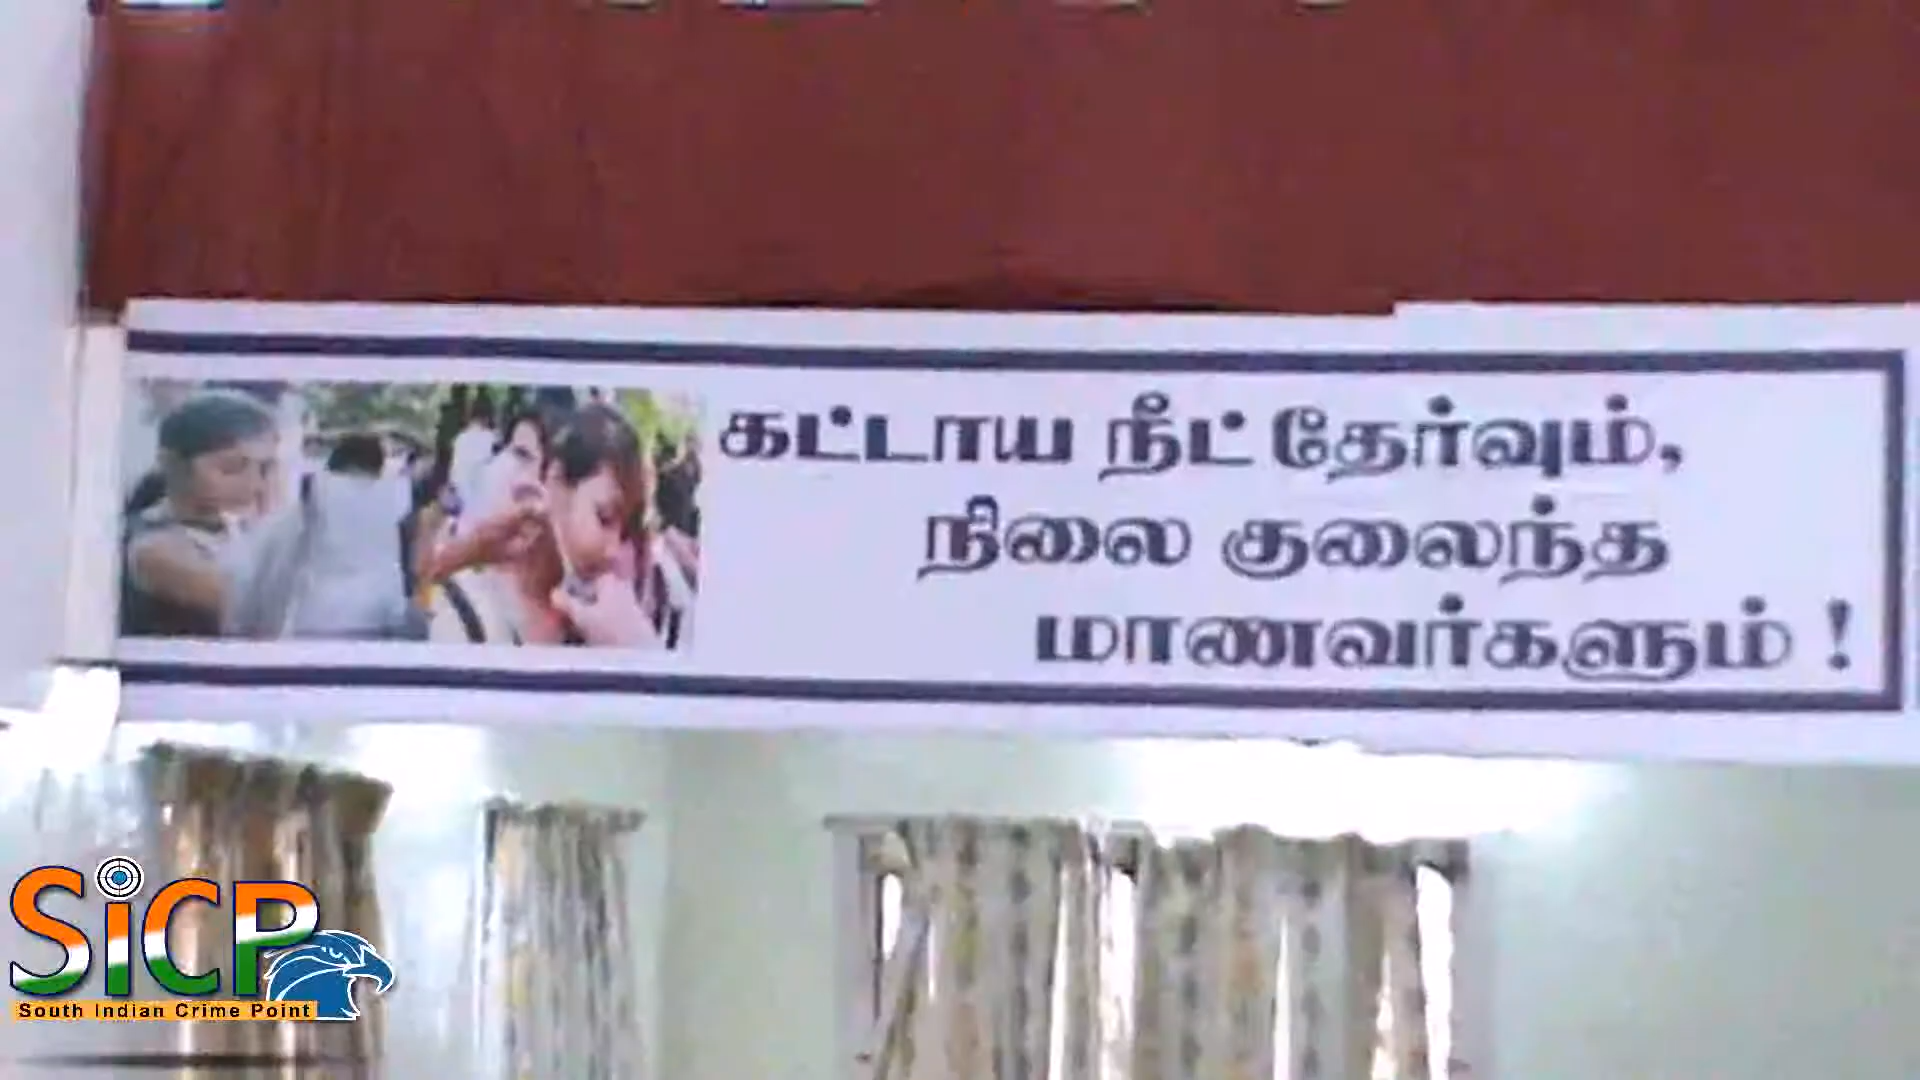 கட்டாய நீட் தேர்வும்,
நிலை குலைந்த
மாணவர்களும் !
SiCP
South Indian Crime Point